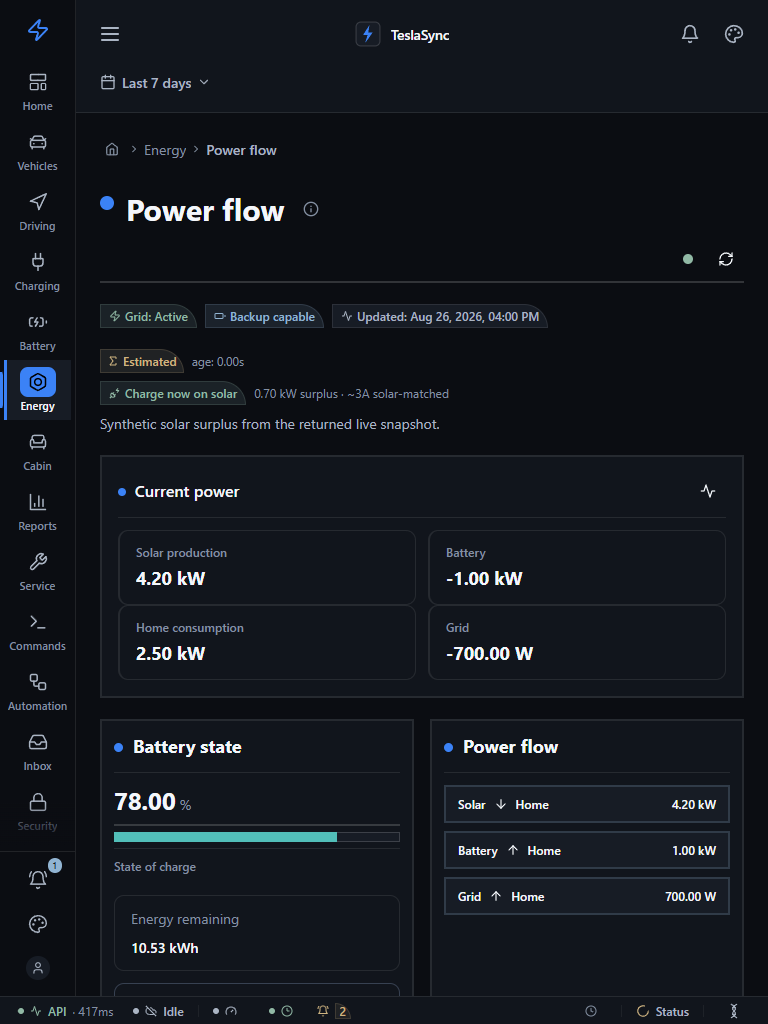 TeslaSync
Last 7 days
Home
Vehicles
Driving
Charging
Battery
Energy
Cabin
Reports
Service
Commands
Automation
Inbox
Security
1
Energy
Power flow
Power flow
Grid: Active
Backup capable
Updated: Aug 26, 2026, 04:00 PM
Estimated
age: 0.00s
Charge now on solar
0.70 kW surplus · ~3A solar-matched
Synthetic solar surplus from the returned live snapshot.
Current power
Solar production
4.20 kW
Battery
-1.00 kW
Home consumption
2.50 kW
Grid
-700.00 W
Battery state
78.00 %
State of charge
Energy remaining
10.53 kWh
Power flow
Solar ↓ Home 4.20 kW
Battery ↑ Home 1.00 kW
Grid ↑ Home 700.00 W
API · 417ms
Idle
2
Status